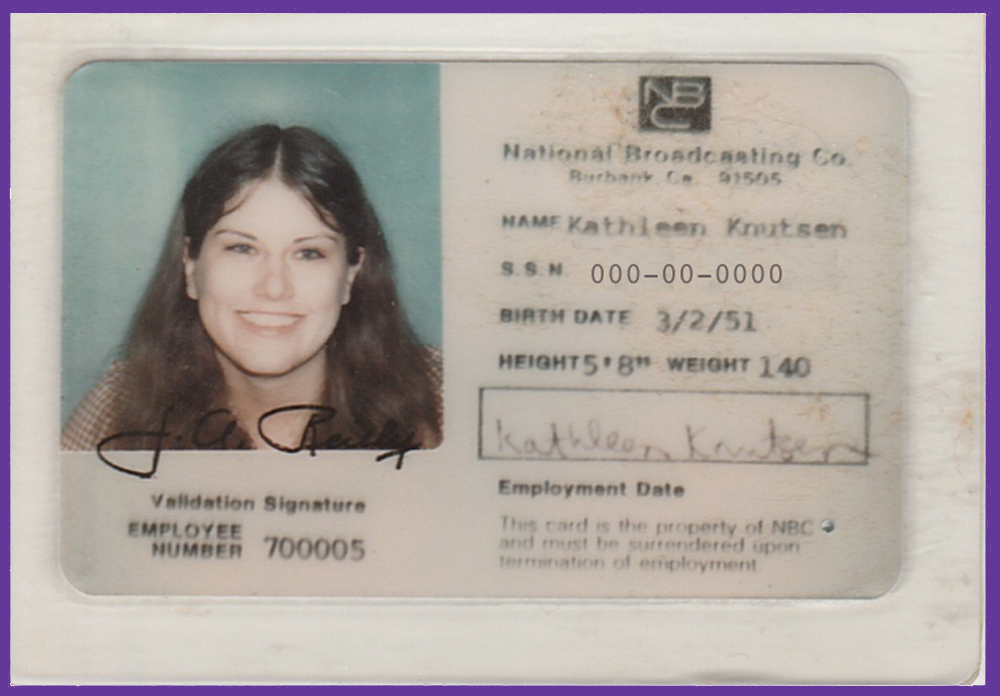 NBC
National Broadcasting Co.
Burbank, Ca. 91505
NAME Kathleen Knutsen
S.S.N. 000-00-0000
BIRTH DATE 3/2/51
HEIGHT 5'8" WEIGHT 140
Kathleen Knutsen
J. A. Reilly
Validation Signature
EMPLOYEE
NUMBER 700005
Employment Date
This card is the property of NBC
and must be surrendered upon
termination of employment.